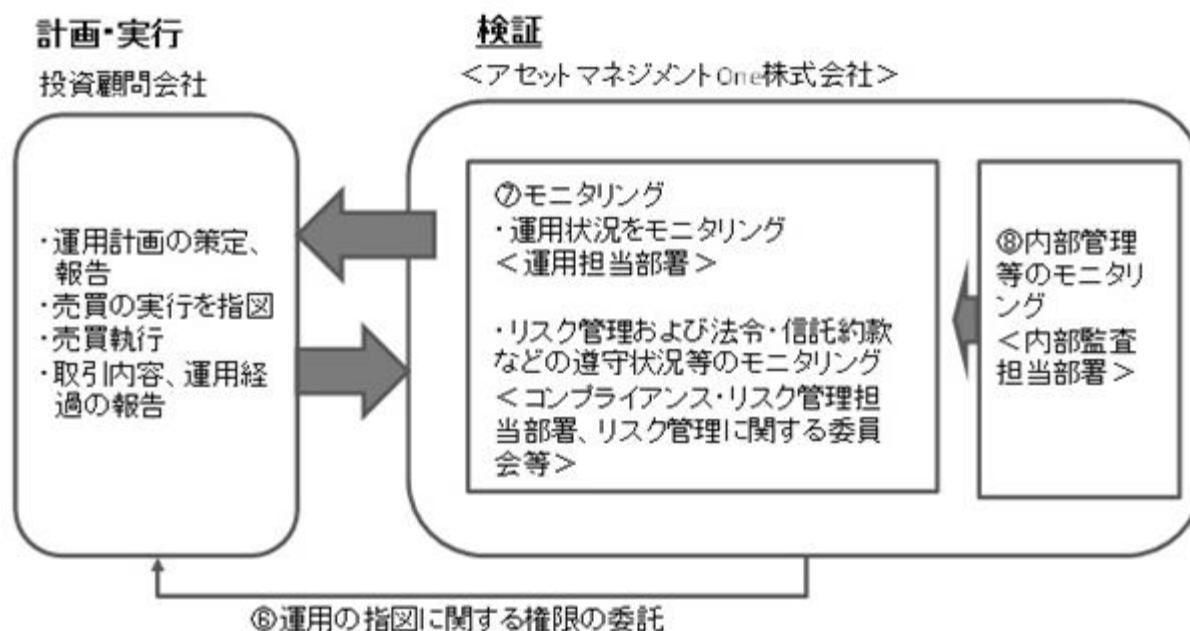 計画・実行
投資顧問会社
・運用計画の策定、
報告
・売買の実行を指図
・売買執行
・取引内容、運用経
過の報告
検証
＜アセットマネジメントOne株式会社＞
⑦モニタリング
・運用状況をモニタリング
＜運用担当部署＞
・リスク管理および法令・信託約款
などの遵守状況等のモニタリング
＜コンプライアンス・リスク管理担
当部署、リスク管理に関する委員
会等＞
⑧内部管理
等のモニタリ
ング
＜内部監査
担当部署＞
⑥運用の指図に関する権限の委託